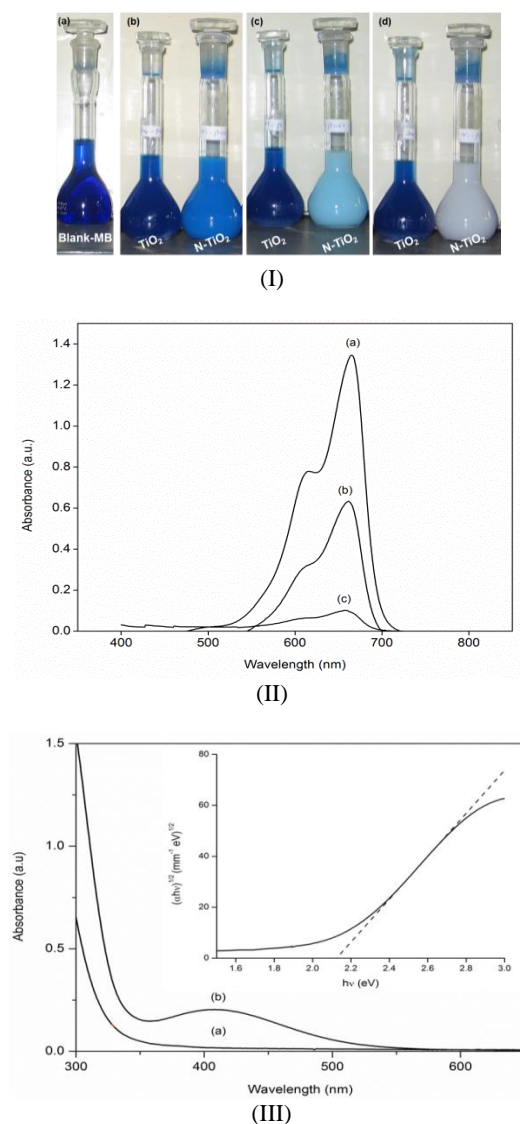 (a) (b) (c) (d)
Blank-MB TiO₂ N-TiO₂ TiO₂ N-TiO₂ TiO₂ N-TiO₂
(I)
1.4
1.2
1.0
0.8
0.6
0.4
0.2
0.0
Absorbance (a.u.)
(a)
(b)
(c)
400 500 600 700 800
Wavelength (nm)
(II)
1.5
1.0
0.5
0.0
Absorbance (a.u)
80
60
40
20
0
(αhν)^1/2 (mm⁻¹ eV)^1/2
1.6 1.8 2.0 2.2 2.4 2.6 2.8 3.0
hν (eV)
(b)
(a)
300 400 500 600
Wavelength (nm)
(III)